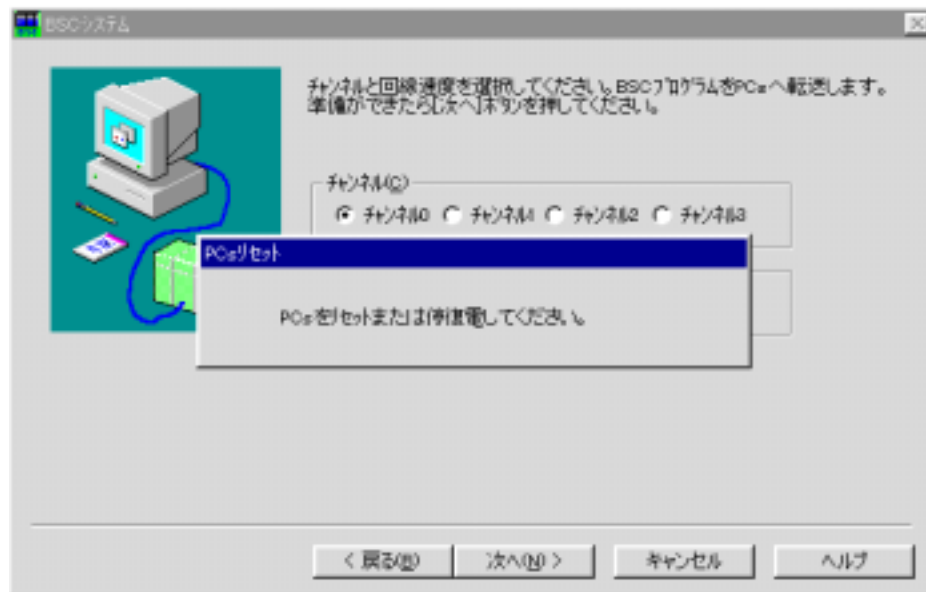 BSCシステム
ﾁｬﾝﾈﾙと回線速度を選択してください。BSCﾌﾟﾛｸﾞﾗﾑをPCsへ転送します。
準備ができたら[次へ]ﾎﾞﾀﾝを押してください。
ﾁｬﾝﾈﾙ(C)
ﾁｬﾝﾈﾙ0 ﾁｬﾝﾈﾙ1 ﾁｬﾝﾈﾙ2 ﾁｬﾝﾈﾙ3
PCsﾘｾｯﾄ
PCsをﾘｾｯﾄまたは停復電してください。
< 戻る(B) 次へ(N) > キャンセル ヘルプ